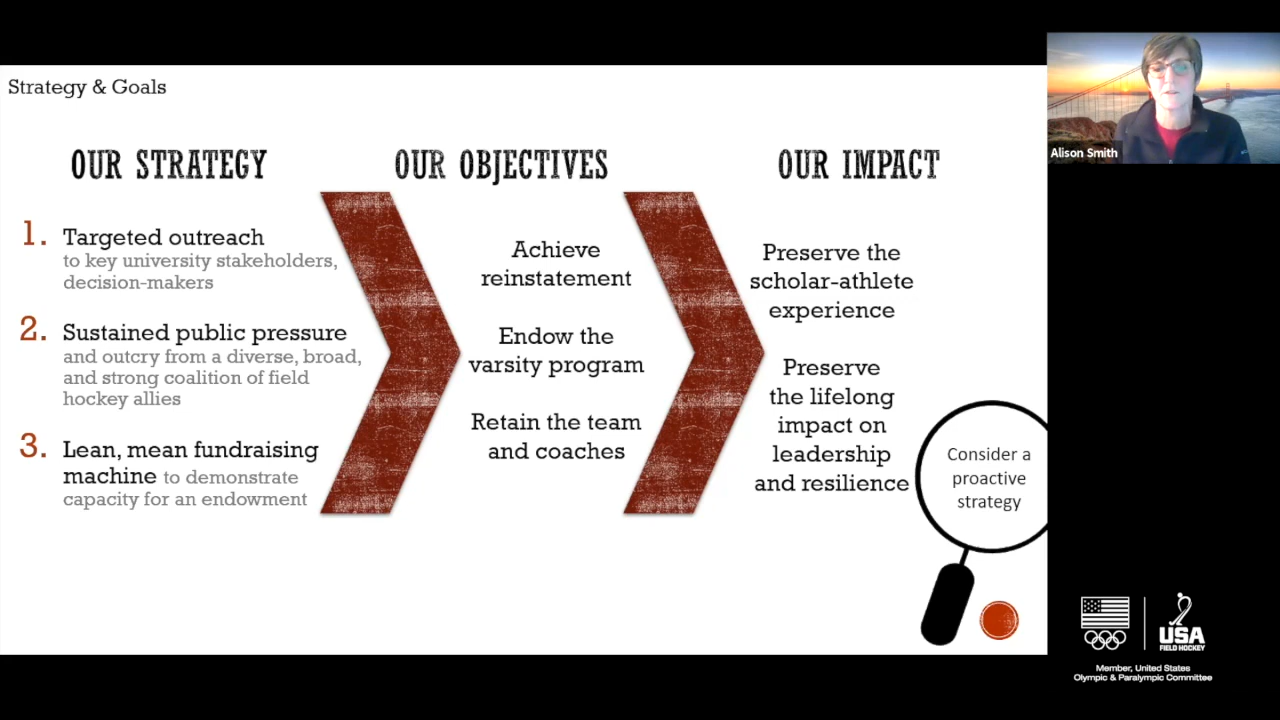 Strategy & Goals
OUR STRATEGY
1. Targeted outreach
to key university stakeholders,
decision-makers
2. Sustained public pressure
and outcry from a diverse, broad,
and strong coalition of field
hockey allies
3. Lean, mean fundraising
machine to demonstrate
capacity for an endowment
OUR OBJECTIVES
Achieve
reinstatement
Endow the
varsity program
Retain the team
and coaches
OUR IMPACT
Preserve the
scholar-athlete
experience
Preserve
the lifelong
impact on
leadership
and resilience
Consider a
proactive
strategy
Alison Smith
USA
FIELD HOCKEY
Member, United States
Olympic & Paralympic Committee